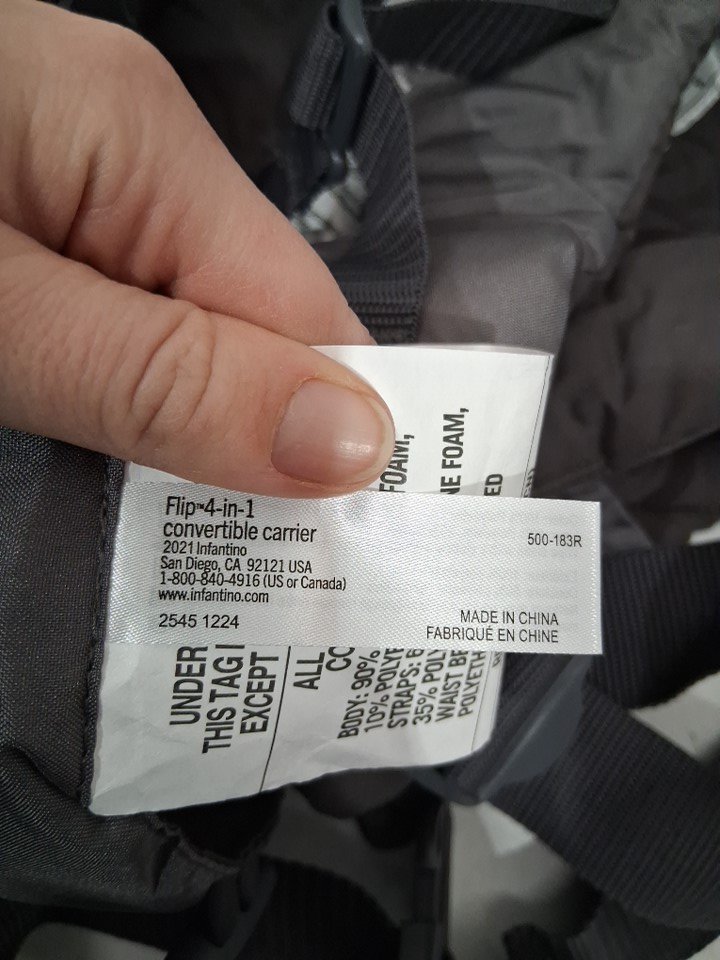 Flip™4-in-1
convertible carrier
2021 Infantino
San Diego, CA 92121 USA
1-800-840-4916 (US or Canada)
www.infantino.com
2545 1224
500-183R
MADE IN CHINA
FABRIQUÉ EN CHINE
FOAM,
NE FOAM,
ED
UNDER
THIS TAG
EXCEPT
ALL
CO
BODY: 90%
10% POLYE
STRAPS: 6
35% POLY
WAIST BE
POLYETH